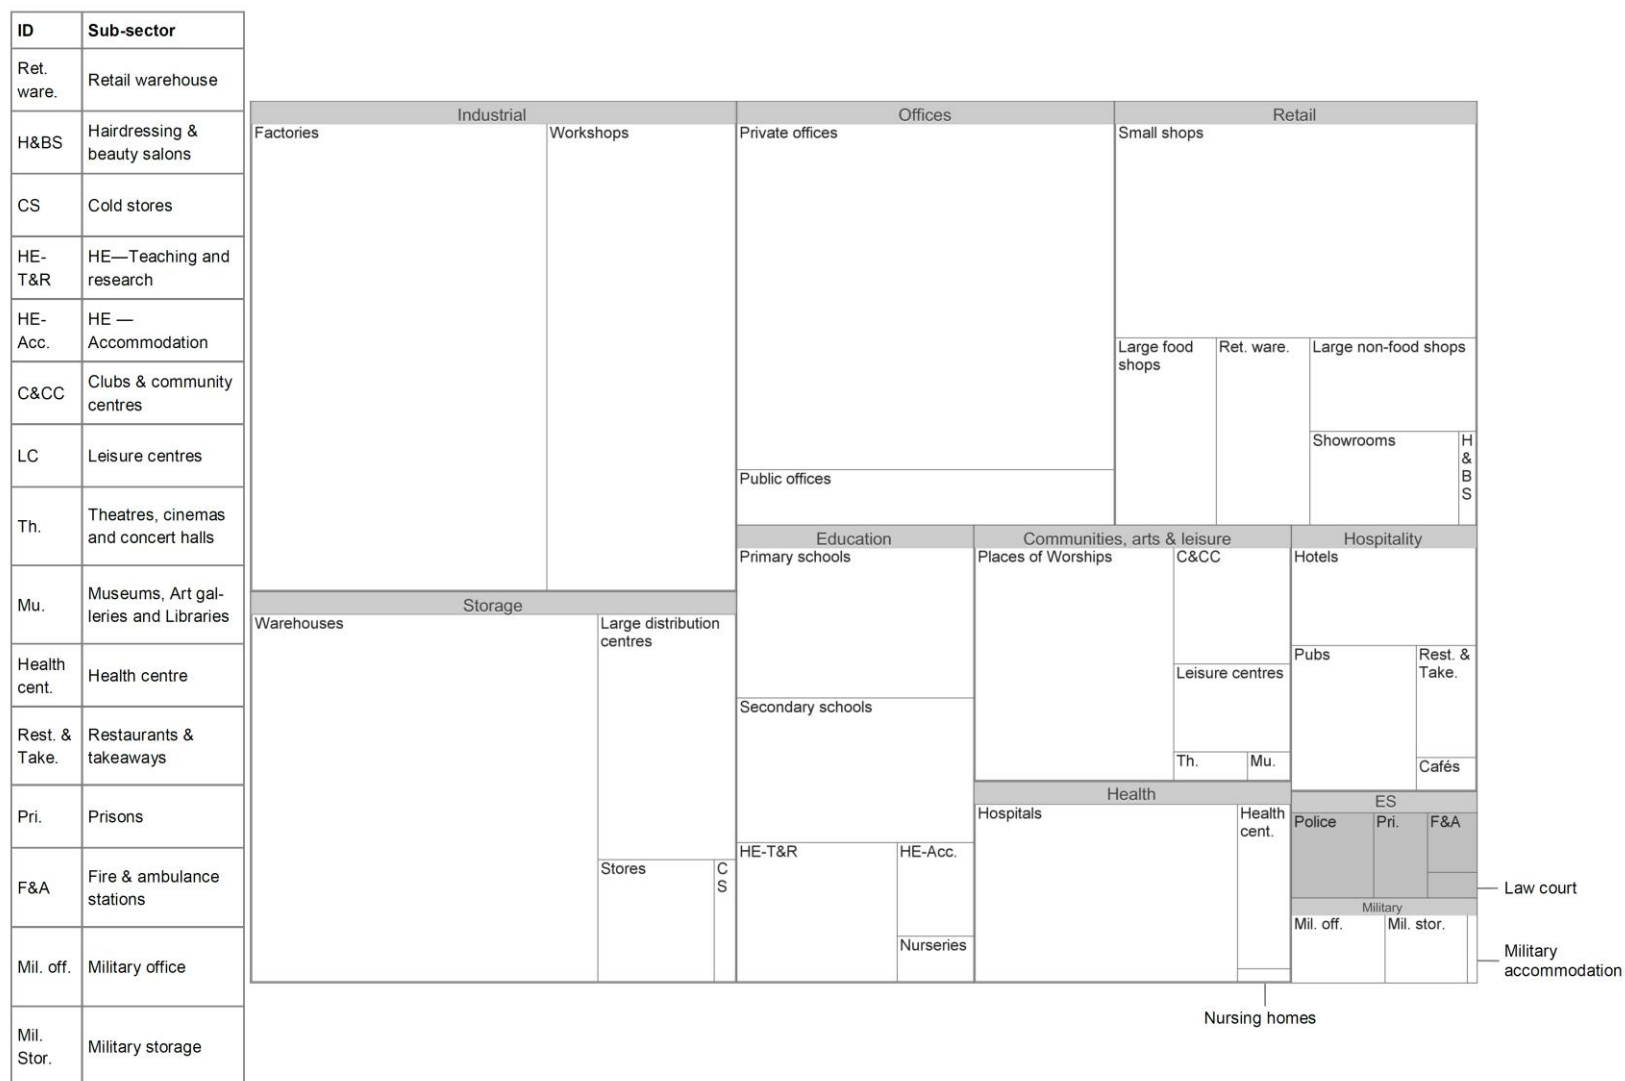 ID Sub-sector
Ret.
ware.
Retail warehouse
H&BS
Hairdressing &
beauty salons
CS
Cold stores
HE-
T&R
HE—Teaching and
research
HE-
Acc.
HE —
Accommodation
C&CC
Clubs & community
centres
LC
Leisure centres
Th.
Theatres, cinemas
and concert halls
Mu.
Museums, Art gal-
leries and Libraries
Health
cent.
Health centre
Rest. &
Take.
Restaurants &
takeaways
Pri.
Prisons
F&A
Fire & ambulance
stations
Mil. off.
Military office
Mil.
Stor.
Military storage
Industrial
Factories
Workshops
Offices
Private offices
Public offices
Retail
Small shops
Large food
shops
Ret. ware.
Large non-food shops
Showrooms
H
&
B
S
Storage
Warehouses
Large distribution
centres
Stores
C
S
Education
Primary schools
Secondary schools
HE-T&R
HE-Acc.
Nurseries
Communities, arts & leisure
Places of Worships
C&CC
Leisure centres
Th.
Mu.
Health
Hospitals
Health
cent.
Nursing homes
Hospitality
Hotels
Pubs
Rest. &
Take.
Cafés
ES
Police
Pri.
F&A
Law court
Military
Mil. off.
Mil. stor.
Military
accommodation